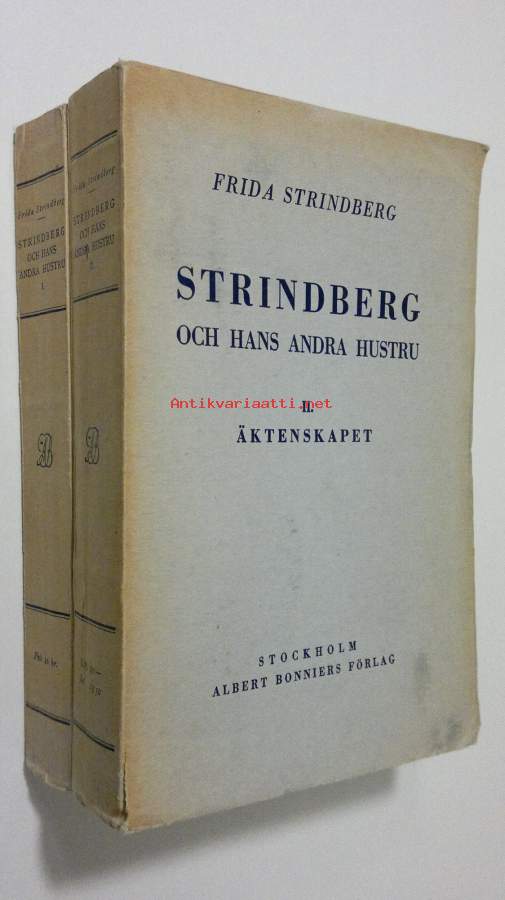 Frida Strindberg
STRINDBERG
OCH HANS
ANDRA HUSTRU
I.
Frida Strindberg
STRINDBERG
OCH HANS
ANDRA HUSTRU
II.
FRIDA STRINDBERG
STRINDBERG
OCH HANS ANDRA HUSTRU
II.
Antikvariaatti.net
ÄKTENSKAPET
STOCKHOLM
ALBERT BONNIERS FÖRLAG